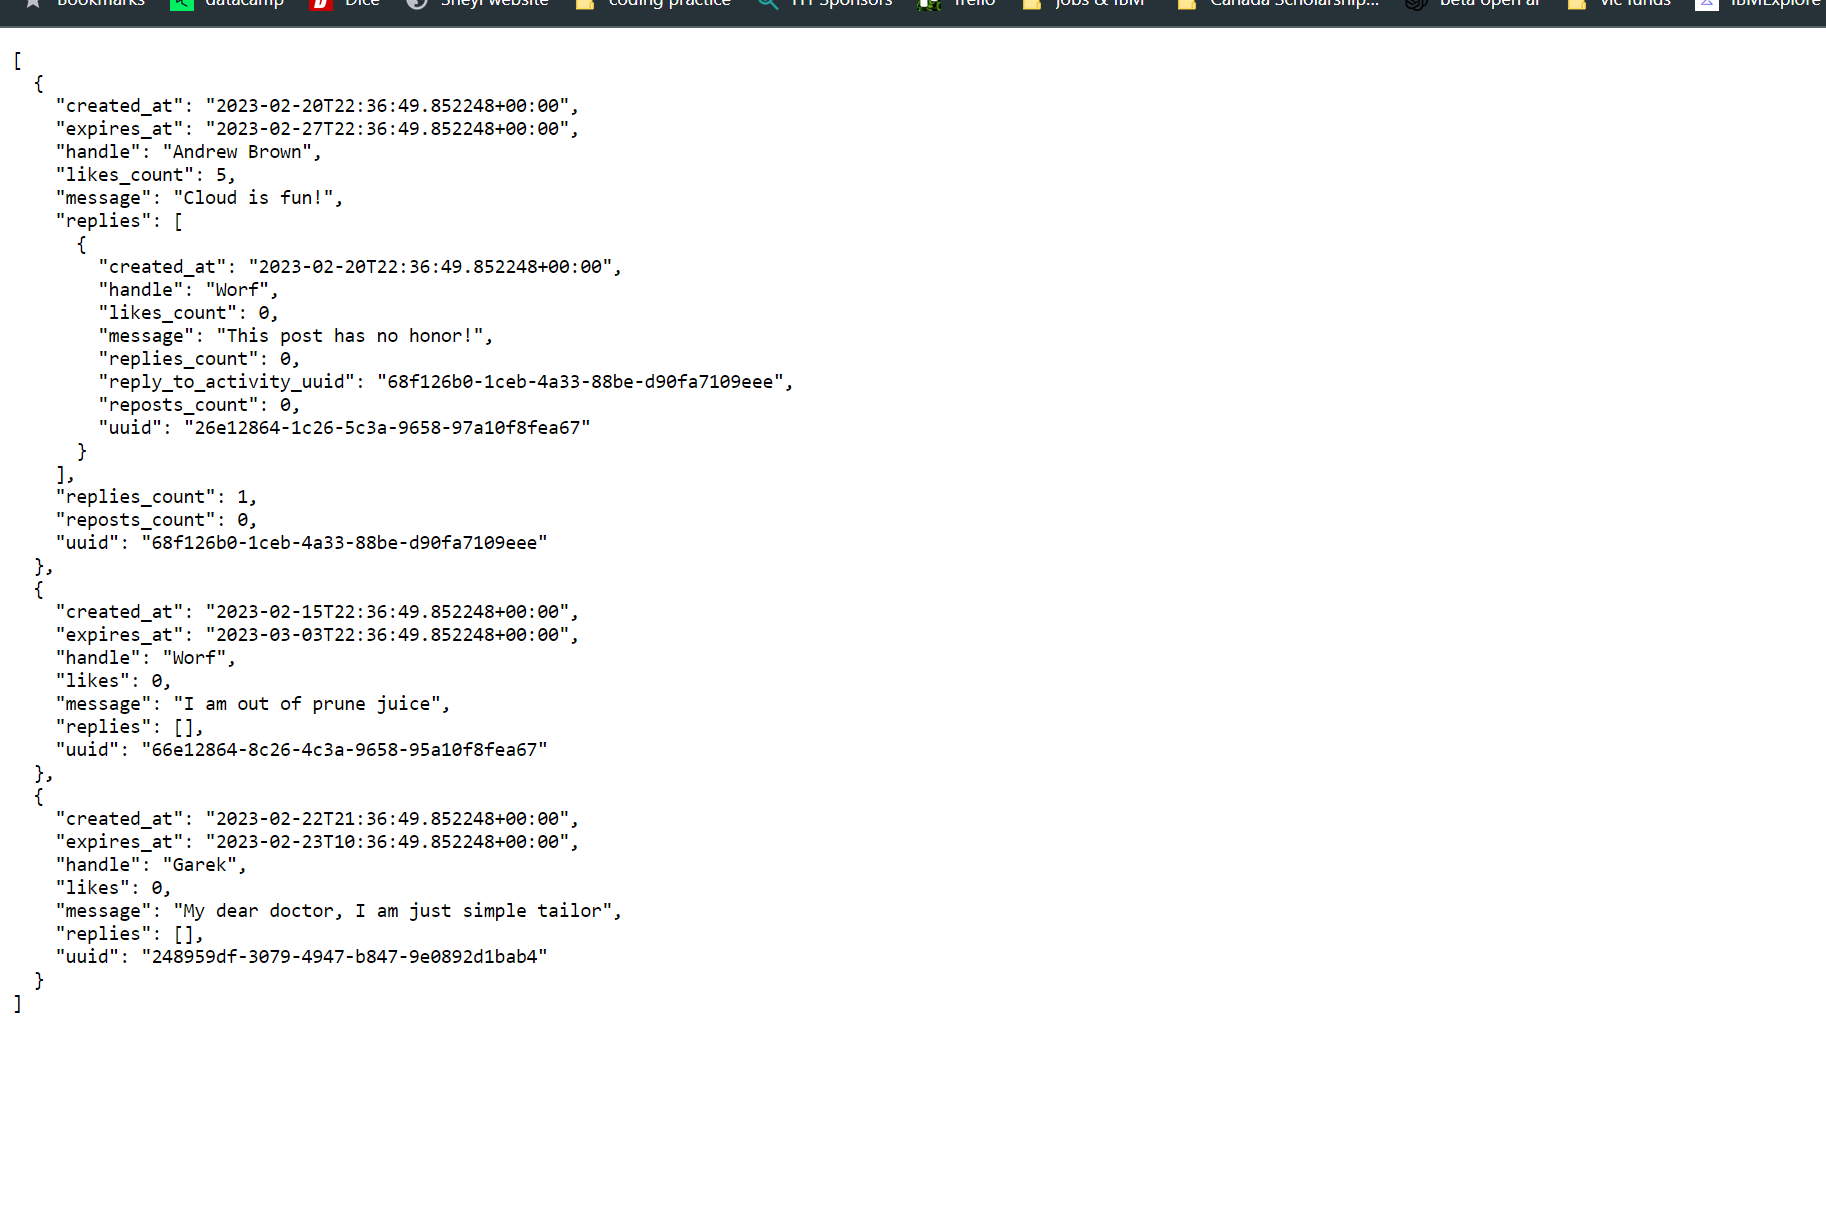 Bookmarks datacamp Dice Sheyi website coding practice H1 Sponsors Trello jobs & IBM Canada Scholarship... beta open ai vic funds IBMExplore
[
  {
    "created_at": "2023-02-20T22:36:49.852248+00:00",
    "expires_at": "2023-02-27T22:36:49.852248+00:00",
    "handle": "Andrew Brown",
    "likes_count": 5,
    "message": "Cloud is fun!",
    "replies": [
      {
        "created_at": "2023-02-20T22:36:49.852248+00:00",
        "handle": "Worf",
        "likes_count": 0,
        "message": "This post has no honor!",
        "replies_count": 0,
        "reply_to_activity_uuid": "68f126b0-1ceb-4a33-88be-d90fa7109eee",
        "reposts_count": 0,
        "uuid": "26e12864-1c26-5c3a-9658-97a10f8fea67"
      }
    ],
    "replies_count": 1,
    "reposts_count": 0,
    "uuid": "68f126b0-1ceb-4a33-88be-d90fa7109eee"
  },
  {
    "created_at": "2023-02-15T22:36:49.852248+00:00",
    "expires_at": "2023-03-03T22:36:49.852248+00:00",
    "handle": "Worf",
    "likes": 0,
    "message": "I am out of prune juice",
    "replies": [],
    "uuid": "66e12864-8c26-4c3a-9658-95a10f8fea67"
  },
  {
    "created_at": "2023-02-22T21:36:49.852248+00:00",
    "expires_at": "2023-02-23T10:36:49.852248+00:00",
    "handle": "Garek",
    "likes": 0,
    "message": "My dear doctor, I am just simple tailor",
    "replies": [],
    "uuid": "248959df-3079-4947-b847-9e0892d1bab4"
  }
]